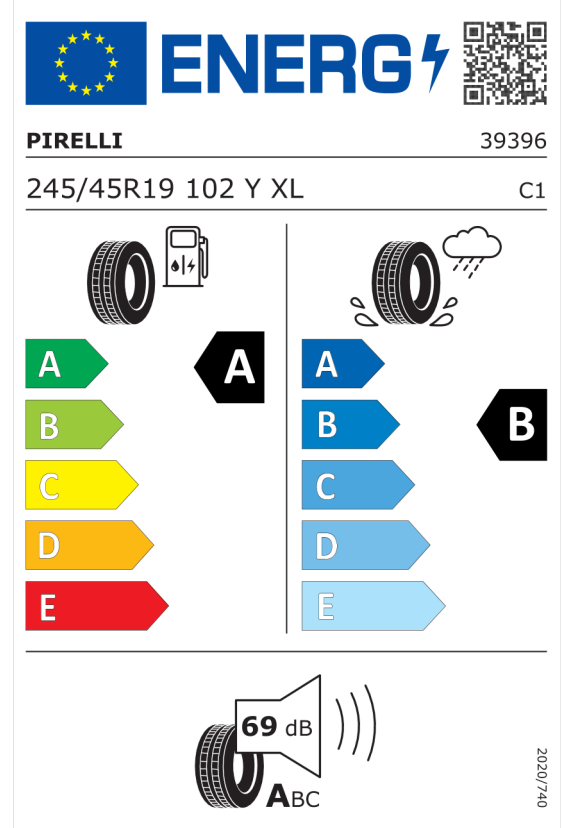 ENERG
PIRELLI 39396
245/45R19 102 Y XL C1
A A
B
C
D
E
A
B B
C
D
E
69 dB
ABC
2020/740